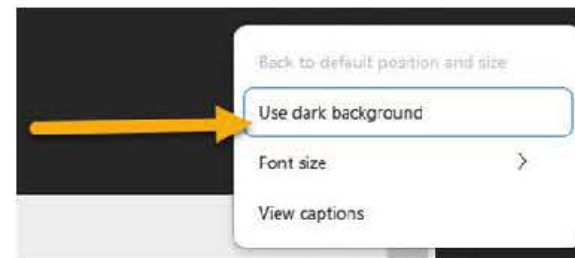 Back to default position and size
Use dark background
Font size
View captions